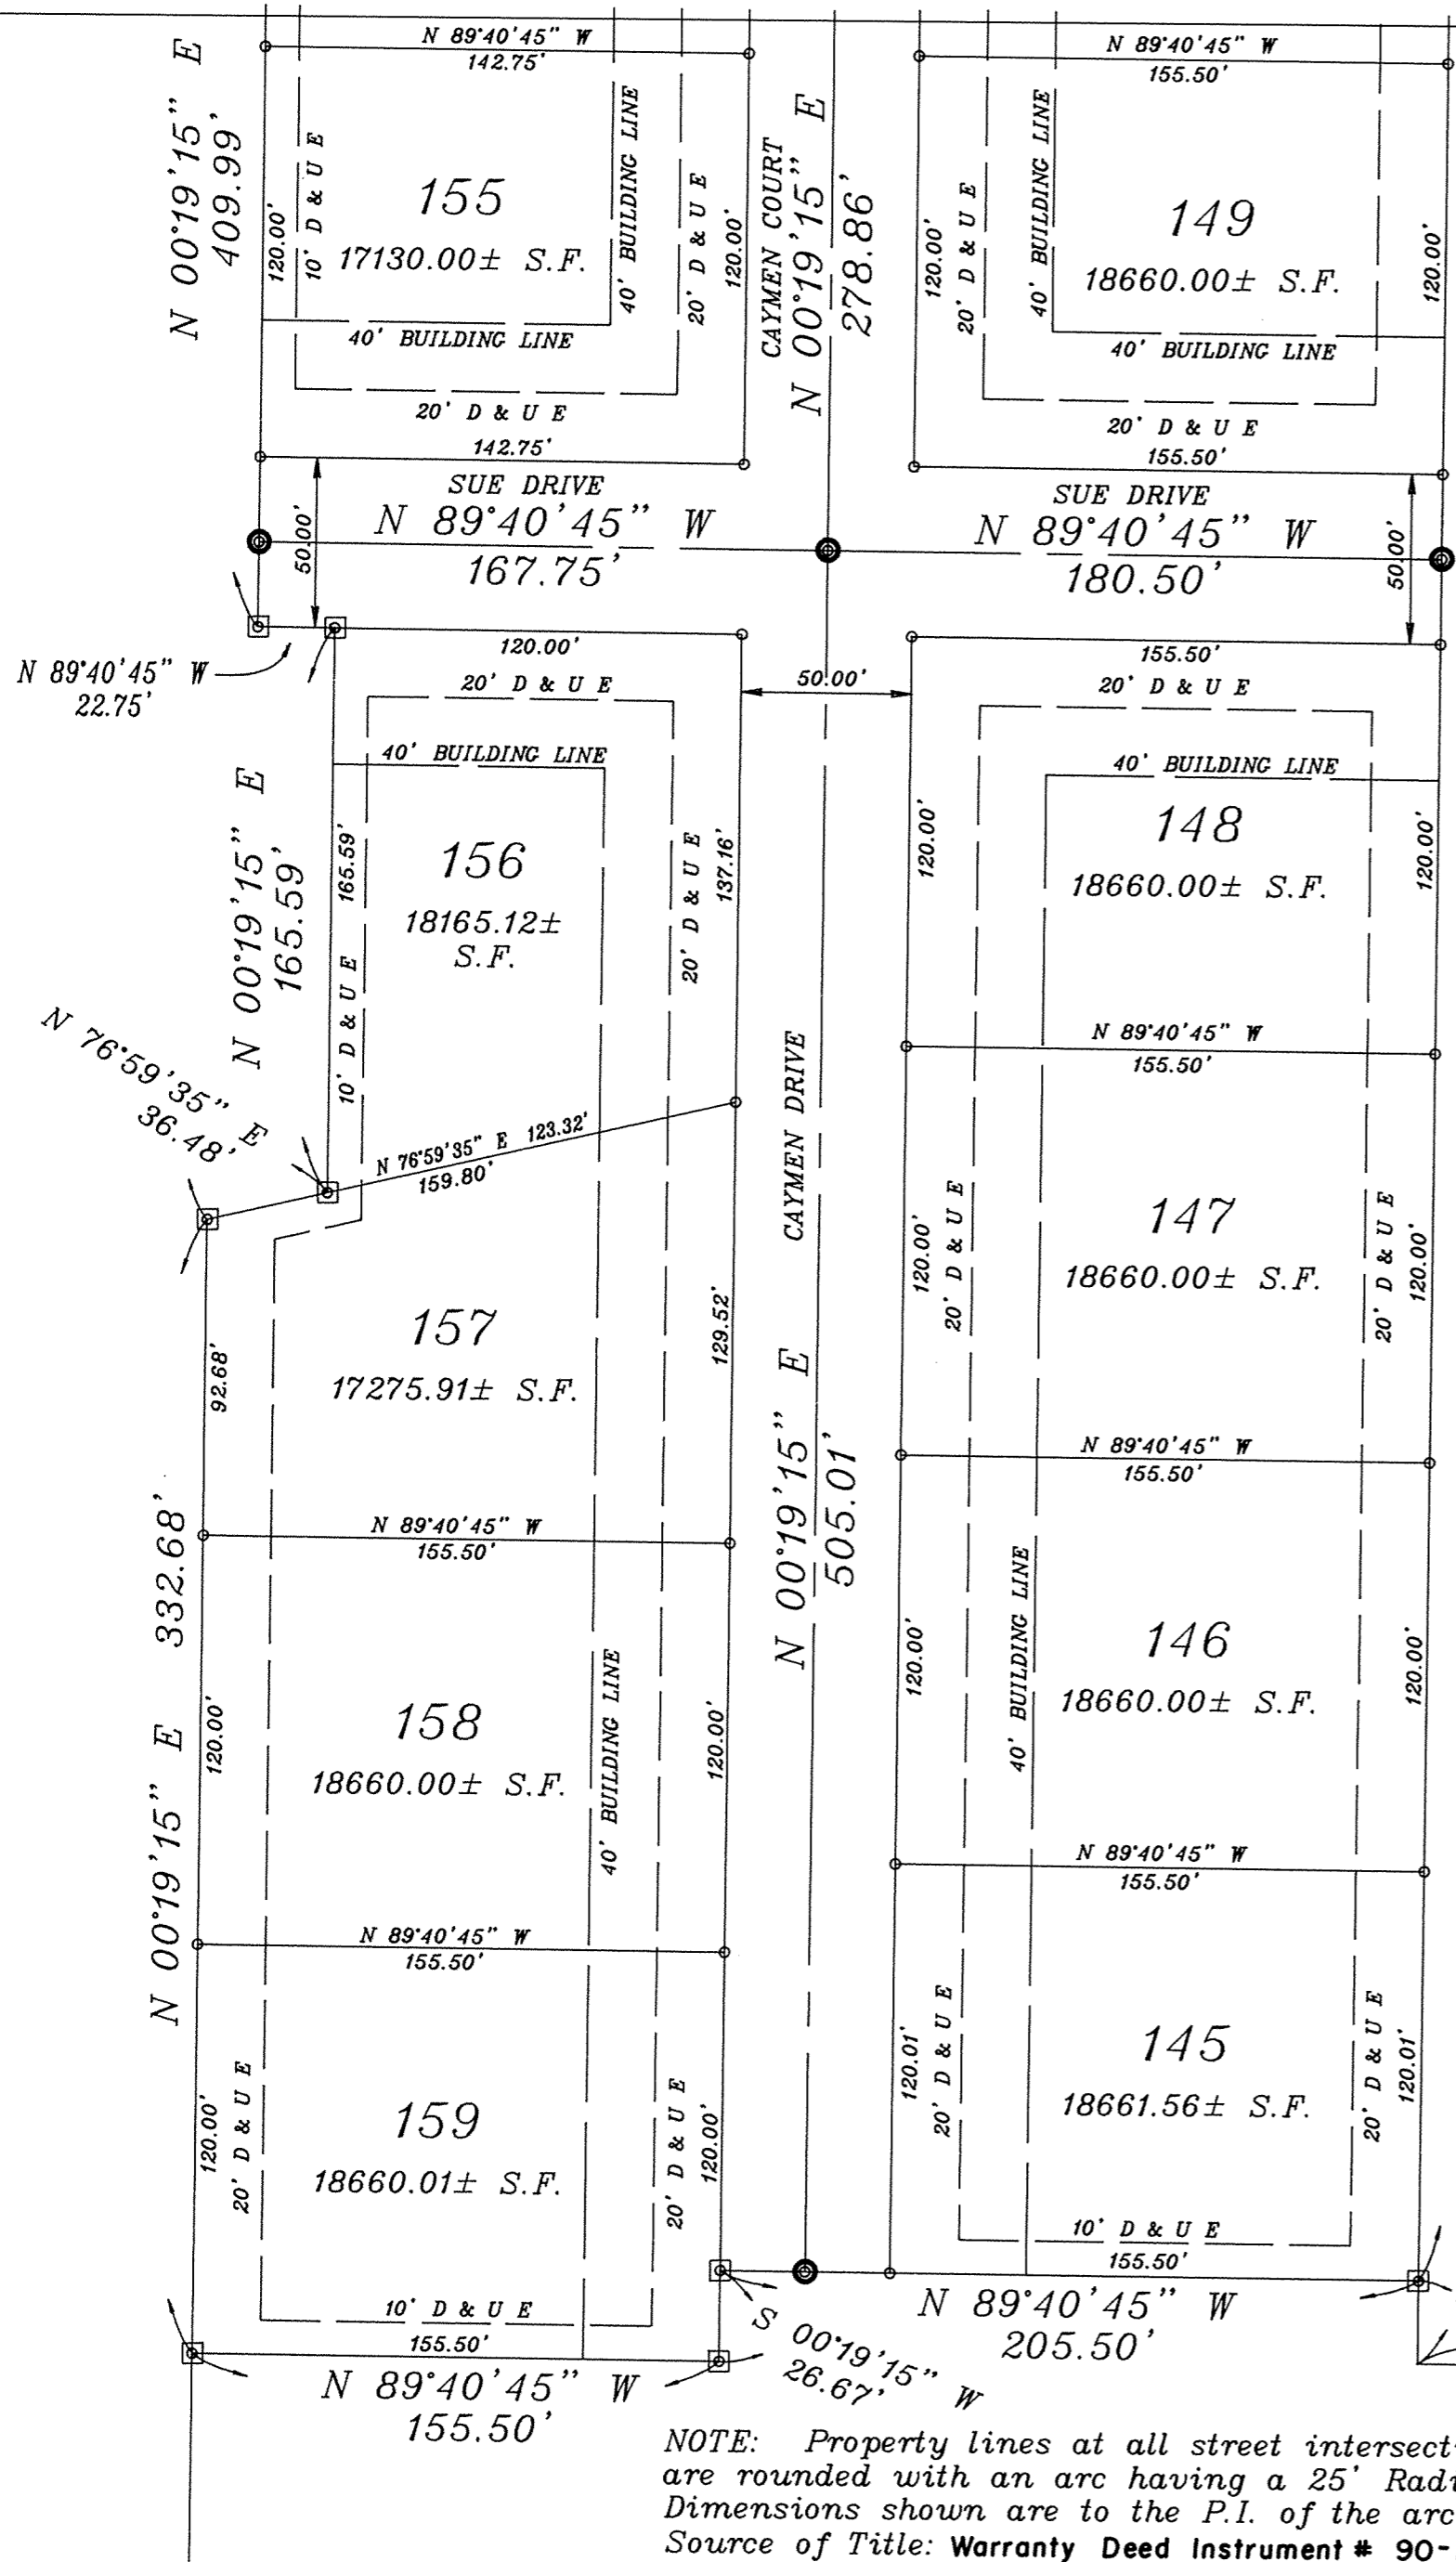 N 00°19'15" E
409.99'
N 89°40'45" W
142.75'
120.00'
10' D & U E
155
17130.00± S.F.
40' BUILDING LINE
20' D & U E
120.00'
40' BUILDING LINE
20' D & U E
142.75'
CAYMEN COURT
N 00°19'15" E
278.86'
N 89°40'45" W
155.50'
120.00'
20' D & U E
40' BUILDING LINE
149
18660.00± S.F.
120.00'
40' BUILDING LINE
20' D & U E
155.50'
SUE DRIVE
N 89°40'45" W
167.75'
50.00'
SUE DRIVE
N 89°40'45" W
180.50'
50.00'
N 89°40'45" W
22.75'
120.00'
20' D & U E
40' BUILDING LINE
50.00'
155.50'
20' D & U E
40' BUILDING LINE
N 00°19'15" E
165.59'
165.59'
10' D & U E
156
18165.12±
S.F.
20' D & U E
137.16'
120.00'
148
18660.00± S.F.
120.00'
N 89°40'45" W
155.50'
N 76°59'35" E
36.48'
N 76°59'35" E 123.32'
159.80'
CAYMEN DRIVE
N 00°19'15" E
505.01'
120.00'
20' D & U E
147
18660.00± S.F.
20' D & U E
120.00'
92.68'
157
17275.91± S.F.
129.52'
N 89°40'45" W
155.50'
N 89°40'45" W
155.50'
N 00°19'15" E 332.68'
120.00'
158
18660.00± S.F.
40' BUILDING LINE
120.00'
120.00'
40' BUILDING LINE
146
18660.00± S.F.
120.00'
N 89°40'45" W
155.50'
N 89°40'45" W
155.50'
120.00'
20' D & U E
159
18660.01± S.F.
20' D & U E
120.00'
120.01'
20' D & U E
145
18661.56± S.F.
20' D & U E
120.01'
10' D & U E
155.50'
10' D & U E
155.50'
N 89°40'45" W
155.50'
S 00°19'15" W
26.67'
N 89°40'45" W
205.50'
NOTE: Property lines at all street
are rounded with an arc having a 25'
Dimensions shown are to the P.I. of the arc
Source of Title: Warranty Deed Instrument # 90-